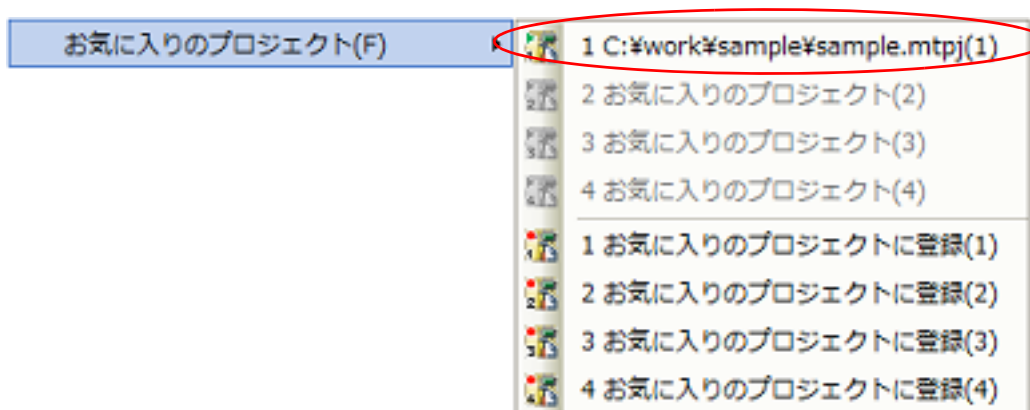 お気に入りのプロジェクト(F)
1 C:¥work¥sample¥sample.mtpj(1)
2 お気に入りのプロジェクト(2)
3 お気に入りのプロジェクト(3)
4 お気に入りのプロジェクト(4)
1 お気に入りのプロジェクトに登録(1)
2 お気に入りのプロジェクトに登録(2)
3 お気に入りのプロジェクトに登録(3)
4 お気に入りのプロジェクトに登録(4)